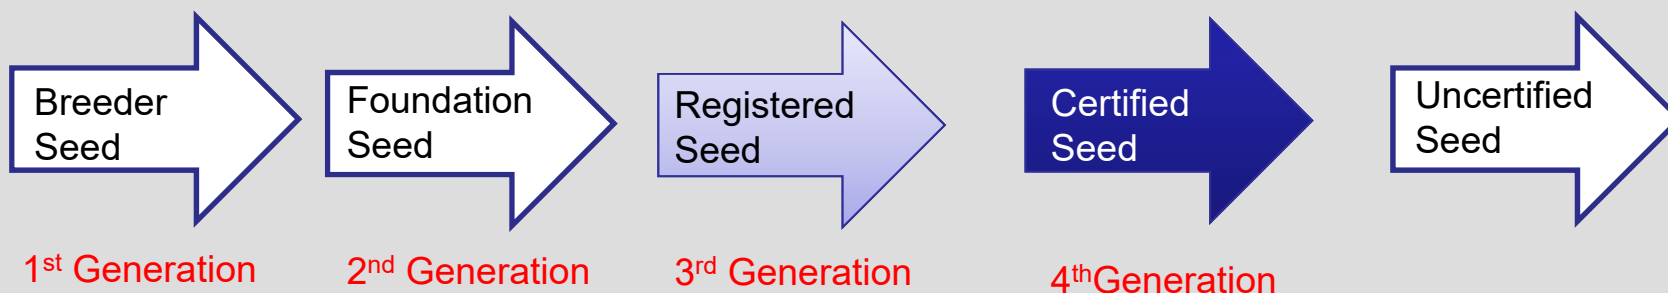 Breeder
Seed
Foundation
Seed
Registered
Seed
Certified
Seed
Uncertified
Seed
1st Generation
2nd Generation
3rd Generation
4thGeneration